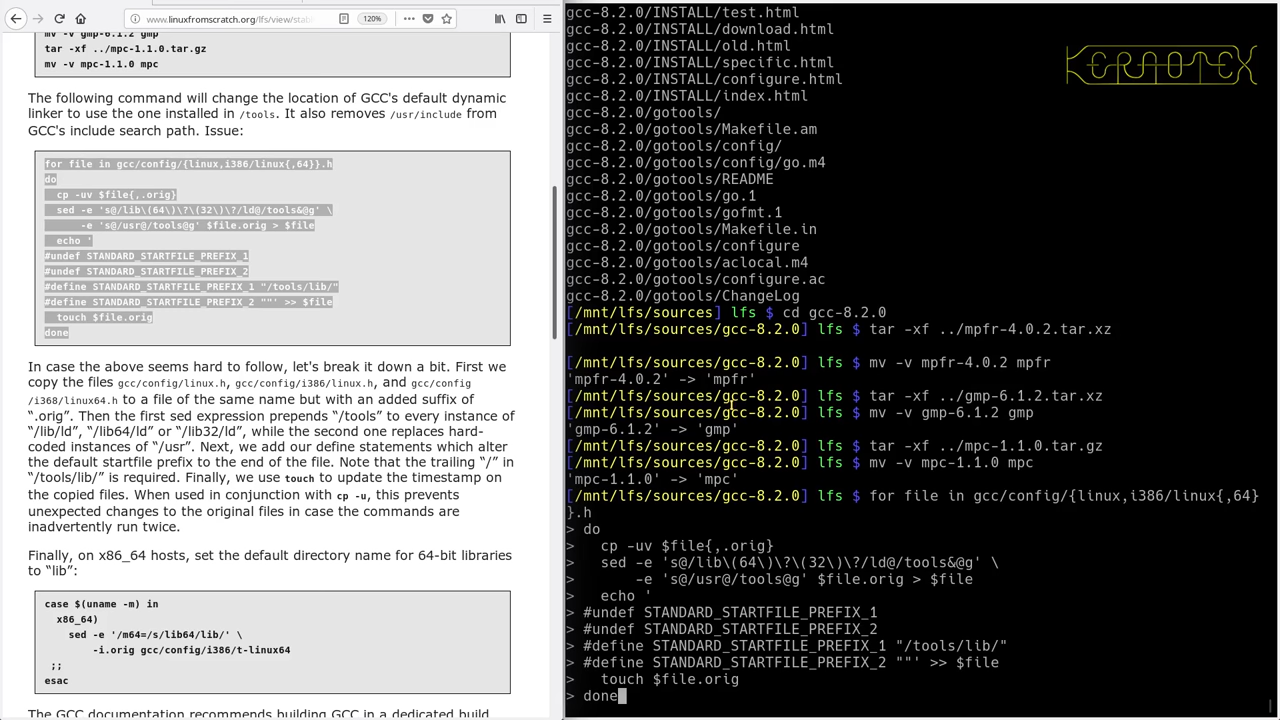 www.linuxfromscratch.org/lfs/view/stabl
120%
mv -v gmp-6.1.2 gmp
tar -xf ../mpc-1.1.0.tar.gz
mv -v mpc-1.1.0 mpc
The following command will change the location of GCC's default dynamic
linker to use the one installed in /tools. It also removes /usr/include from
GCC's include search path. Issue:
for file in gcc/config/{linux,i386/linux{,64}}.h
do
  cp -uv $file{,.orig}
  sed -e 's@/lib\(64\)\?\(32\)\?/ld@/tools&@g' \
      -e 's@/usr@/tools@g' $file.orig > $file
  echo '
#undef STANDARD_STARTFILE_PREFIX_1
#undef STANDARD_STARTFILE_PREFIX_2
#define STANDARD_STARTFILE_PREFIX_1 "/tools/lib/"
#define STANDARD_STARTFILE_PREFIX_2 ""' >> $file
  touch $file.orig
done
In case the above seems hard to follow, let's break it down a bit. First we
copy the files gcc/config/linux.h, gcc/config/i386/linux.h, and gcc/config
/i368/linux64.h to a file of the same name but with an added suffix of
“.orig”. Then the first sed expression prepends “/tools” to every instance of
“/lib/ld”, “/lib64/ld” or “/lib32/ld”, while the second one replaces hard-
coded instances of “/usr”. Next, we add our define statements which alter
the default startfile prefix to the end of the file. Note that the trailing “/” in
“/tools/lib/” is required. Finally, we use touch to update the timestamp on
the copied files. When used in conjunction with cp -u, this prevents
unexpected changes to the original files in case the commands are
inadvertently run twice.
Finally, on x86_64 hosts, set the default directory name for 64-bit libraries
to “lib”:
case $(uname -m) in
  x86_64)
    sed -e '/m64=/s/lib64/lib/' \
        -i.orig gcc/config/i386/t-linux64
 ;;
esac
The GCC documentation recommends building GCC in a dedicated build
gcc-8.2.0/INSTALL/test.html
gcc-8.2.0/INSTALL/download.html
gcc-8.2.0/INSTALL/old.html
gcc-8.2.0/INSTALL/specific.html
gcc-8.2.0/INSTALL/configure.html
gcc-8.2.0/INSTALL/index.html
gcc-8.2.0/gotools/
gcc-8.2.0/gotools/Makefile.am
gcc-8.2.0/gotools/config/
gcc-8.2.0/gotools/config/go.m4
gcc-8.2.0/gotools/README
gcc-8.2.0/gotools/go.1
gcc-8.2.0/gotools/gofmt.1
gcc-8.2.0/gotools/Makefile.in
gcc-8.2.0/gotools/configure
gcc-8.2.0/gotools/aclocal.m4
gcc-8.2.0/gotools/configure.ac
gcc-8.2.0/gotools/ChangeLog
[/mnt/lfs/sources] lfs $ cd gcc-8.2.0
[/mnt/lfs/sources/gcc-8.2.0] lfs $ tar -xf ../mpfr-4.0.2.tar.xz
[/mnt/lfs/sources/gcc-8.2.0] lfs $ mv -v mpfr-4.0.2 mpfr
'mpfr-4.0.2' -> 'mpfr'
[/mnt/lfs/sources/gcc-8.2.0] lfs $ tar -xf ../gmp-6.1.2.tar.xz
[/mnt/lfs/sources/gcc-8.2.0] lfs $ mv -v gmp-6.1.2 gmp
'gmp-6.1.2' -> 'gmp'
[/mnt/lfs/sources/gcc-8.2.0] lfs $ tar -xf ../mpc-1.1.0.tar.gz
[/mnt/lfs/sources/gcc-8.2.0] lfs $ mv -v mpc-1.1.0 mpc
'mpc-1.1.0' -> 'mpc'
[/mnt/lfs/sources/gcc-8.2.0] lfs $ for file in gcc/config/{linux,i386/linux{,64}
}.h
> do
>   cp -uv $file{,.orig}
>   sed -e 's@/lib\(64\)\?\(32\)\?/ld@/tools&@g' \
>       -e 's@/usr@/tools@g' $file.orig > $file
>   echo '
> #undef STANDARD_STARTFILE_PREFIX_1
> #undef STANDARD_STARTFILE_PREFIX_2
> #define STANDARD_STARTFILE_PREFIX_1 "/tools/lib/"
> #define STANDARD_STARTFILE_PREFIX_2 ""' >> $file
>   touch $file.orig
> done